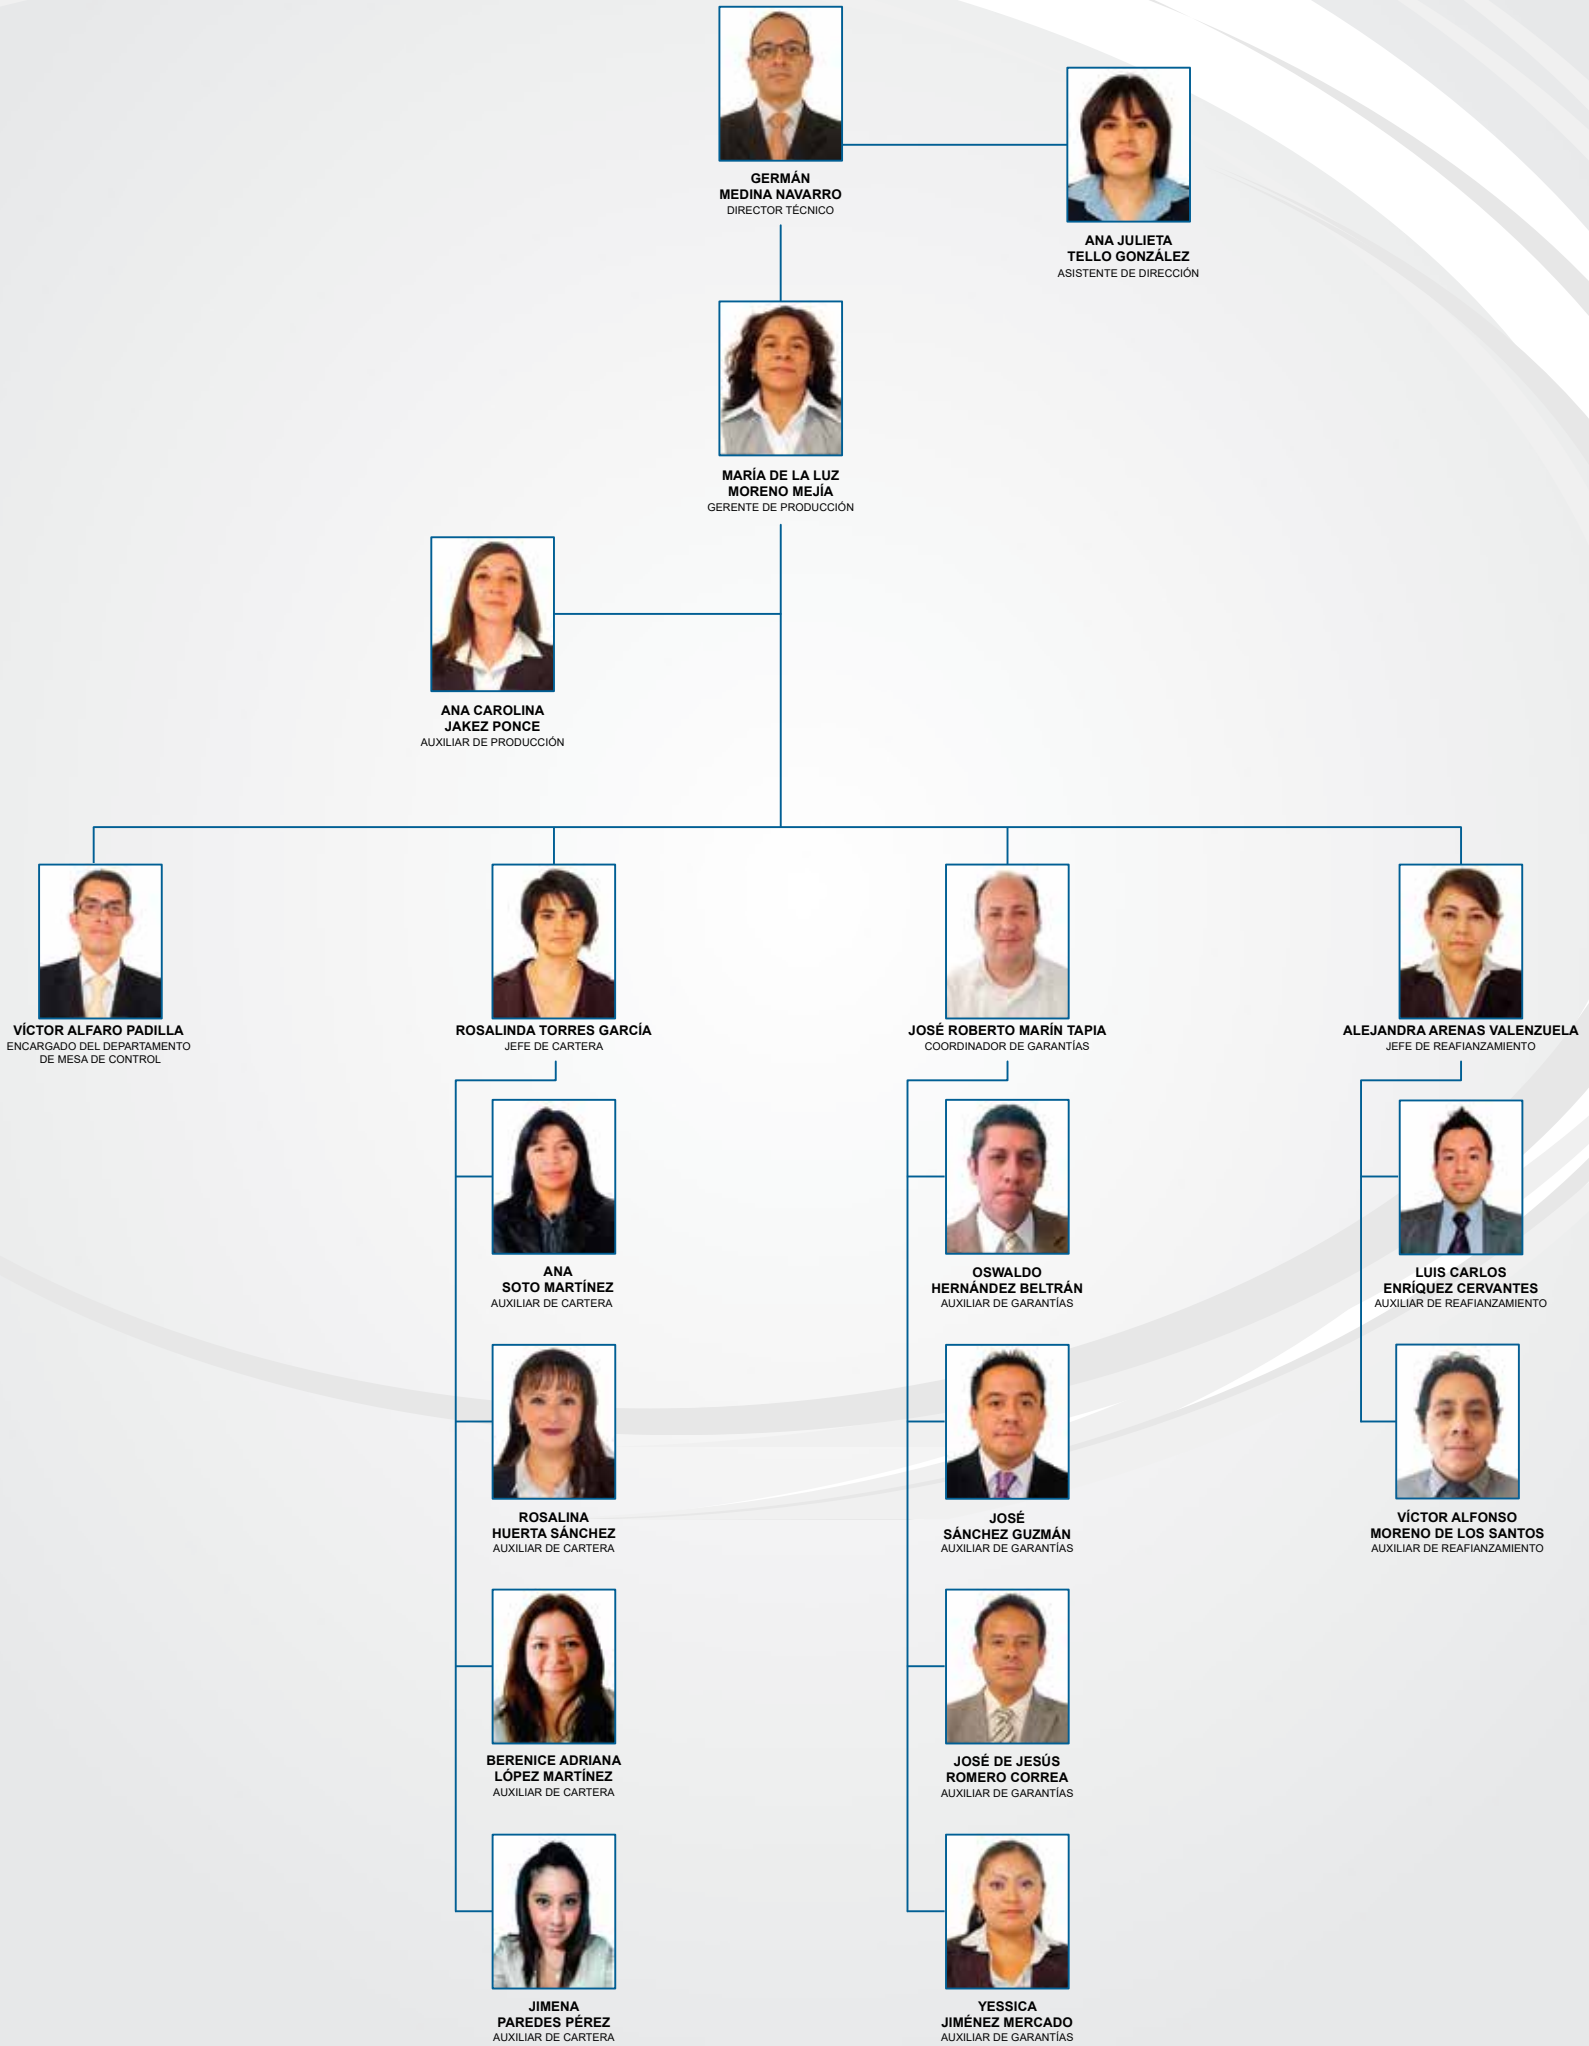 GERMÁN
MEDINA NAVARRO
DIRECTOR TÉCNICO
ANA JULIETA
TELLO GONZÁLEZ
ASISTENTE DE DIRECCIÓN
MARÍA DE LA LUZ
MORENO MEJÍA
GERENTE DE PRODUCCIÓN
ANA CAROLINA
JAKEZ PONCE
AUXILIAR DE PRODUCCIÓN
VÍCTOR ALFARO PADILLA
ENCARGADO DEL DEPARTAMENTO
DE MESA DE CONTROL
ROSALINDA TORRES GARCÍA
JEFE DE CARTERA
JOSÉ ROBERTO MARÍN TAPIA
COORDINADOR DE GARANTÍAS
ALEJANDRA ARENAS VALENZUELA
JEFE DE REAFIANZAMIENTO
ANA
SOTO MARTÍNEZ
AUXILIAR DE CARTERA
OSWALDO
HERNÁNDEZ BELTRÁN
AUXILIAR DE GARANTÍAS
LUIS CARLOS
ENRÍQUEZ CERVANTES
AUXILIAR DE REAFIANZAMIENTO
ROSALINA
HUERTA SÁNCHEZ
AUXILIAR DE CARTERA
JOSÉ
SÁNCHEZ GUZMÁN
AUXILIAR DE GARANTÍAS
VÍCTOR ALFONSO
MORENO DE LOS SANTOS
AUXILIAR DE REAFIANZAMIENTO
BERENICE ADRIANA
LÓPEZ MARTÍNEZ
AUXILIAR DE CARTERA
JOSÉ DE JESÚS
ROMERO CORREA
AUXILIAR DE GARANTÍAS
JIMENA
PAREDES PÉREZ
AUXILIAR DE CARTERA
YESSICA
JIMÉNEZ MERCADO
AUXILIAR DE GARANTÍAS